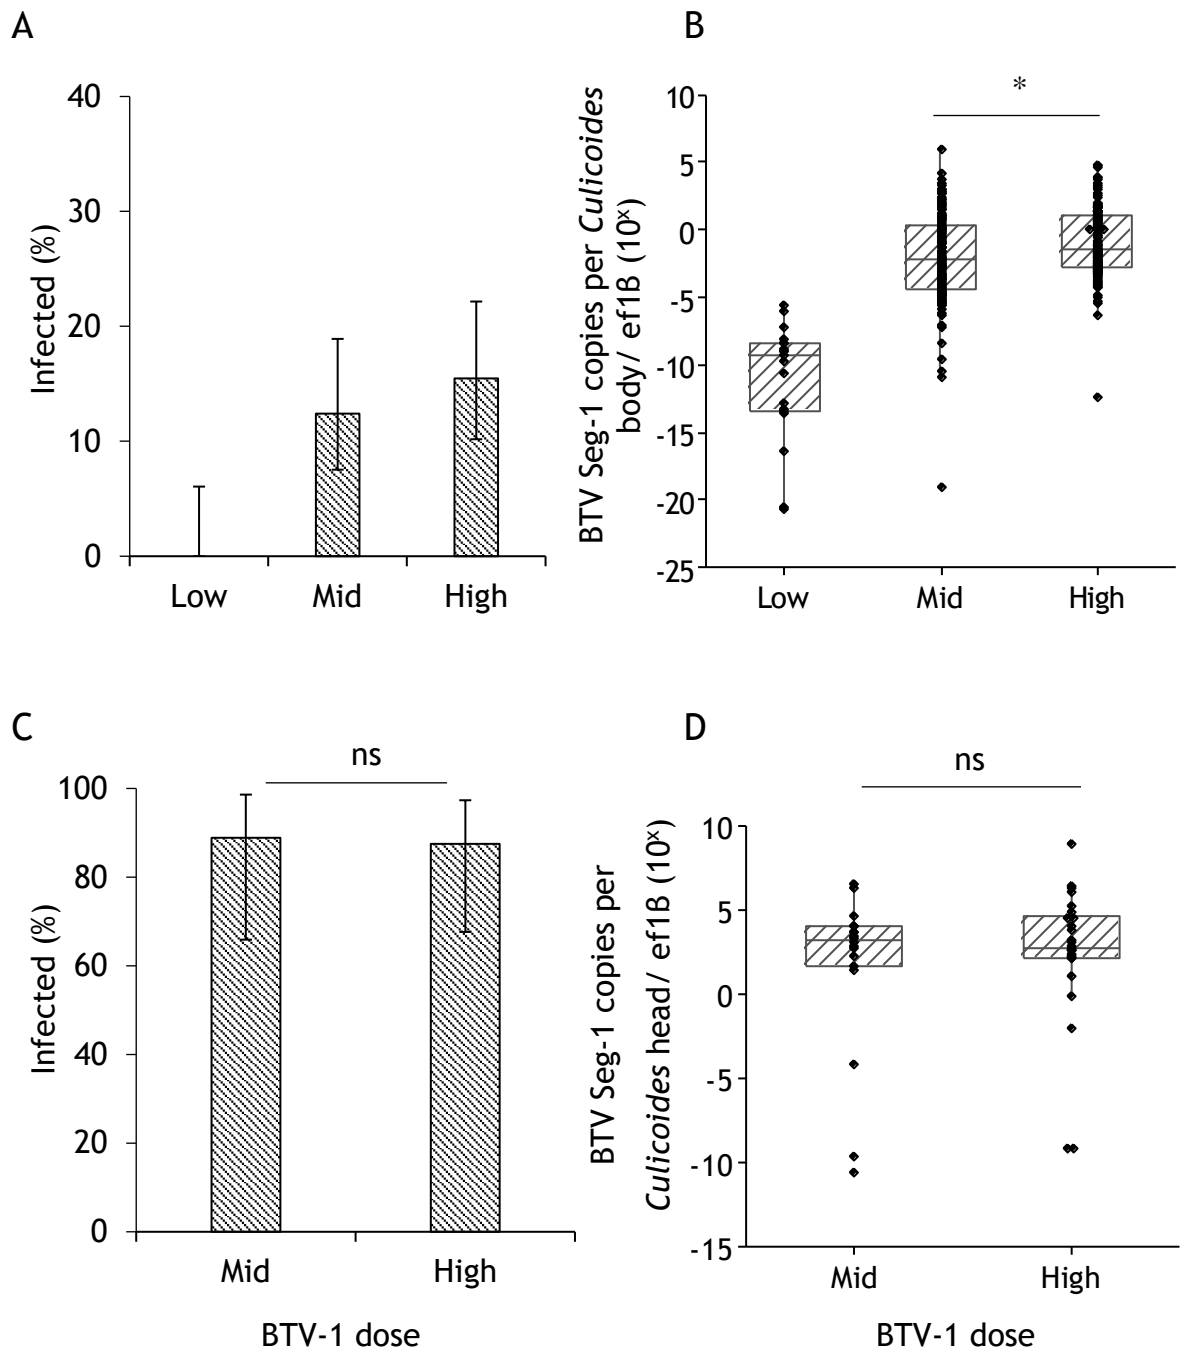 A
B
40
30
20
10
0
Infected (%)
Low
Mid
High
*
10
5
0
-5
-10
-15
-20
-25
BTV Seg-1 copies per Culicoides
body/ ef1ß (10ˣ)
Low
Mid
High
C
D
ns
100
80
60
40
20
0
Infected (%)
Mid
High
BTV-1 dose
ns
10
5
0
-5
-10
-15
BTV Seg-1 copies per
Culicoides head/ ef1ß (10ˣ)
Mid
High
BTV-1 dose